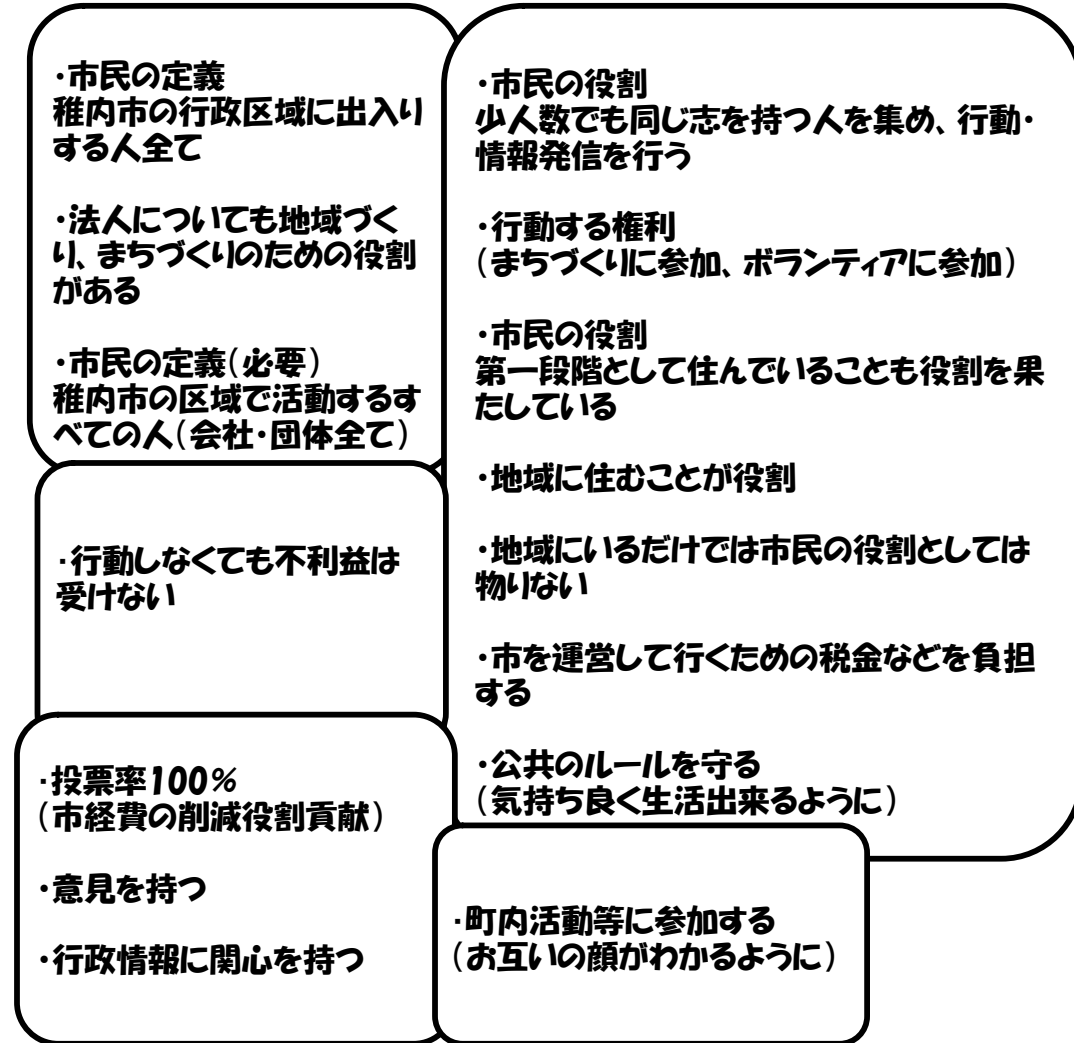 ・市民の定義
稚内市の行政区域に出入り
する人全て
・法人についても地域づく
り、まちづくりのための役割
がある
・市民の定義(必要)
稚内市の区域で活動するす
べての人(会社・団体全て)
・行動しなくても不利益は
受けない
・投票率100%
(市経費の削減役割貢献)
・意見を持つ
・行政情報に関心を持つ
・市民の役割
少人数でも同じ志を持つ人を集め、行動・
情報発信を行う
・行動する権利
(まちづくりに参加、ボランティアに参加)
・市民の役割
第一段階として住んでいることも役割を果
たしている
・地域に住むことが役割
・地域にいるだけでは市民の役割としては
物りない
・市を運営して行くための税金などを負担
する
・公共のルールを守る
(気持ち良く生活出来るように)
・町内活動等に参加する
(お互いの顔がわかるように)